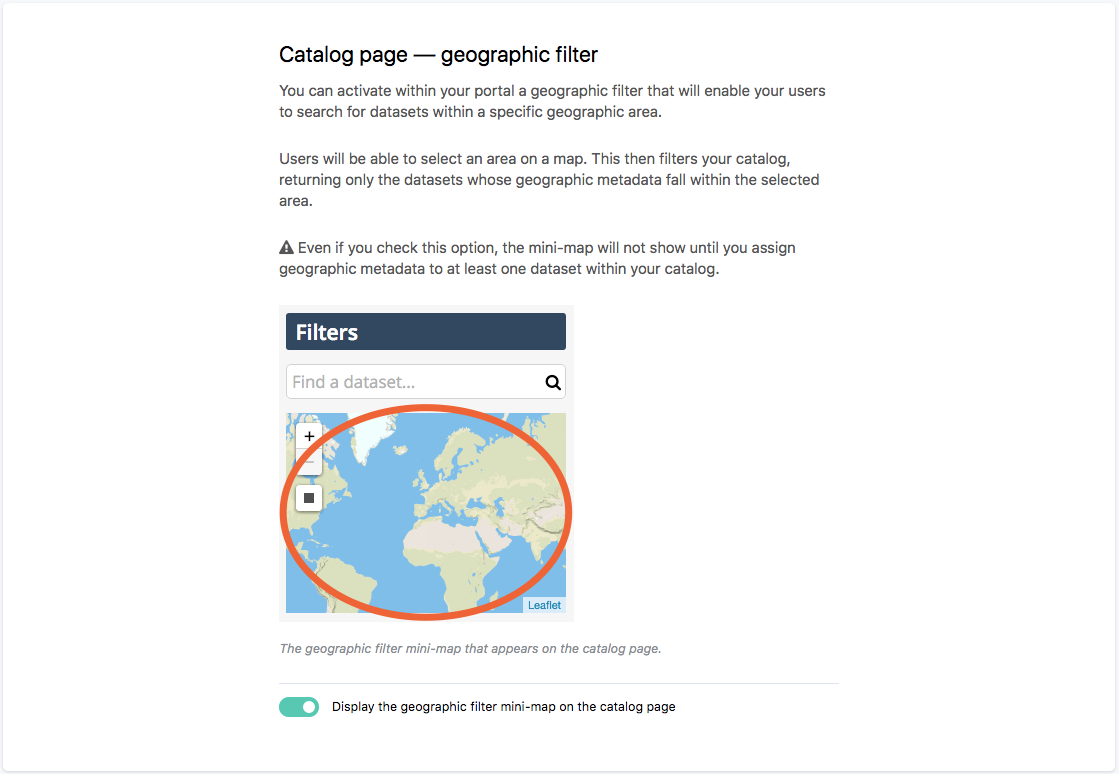 Catalog page — geographic filter
You can activate within your portal a geographic filter that will enable your users
to search for datasets within a specific geographic area.
Users will be able to select an area on a map. This then filters your catalog,
returning only the datasets whose geographic metadata fall within the selected
area.
Even if you check this option, the mini-map will not show until you assign
geographic metadata to at least one dataset within your catalog.
Filters
Find a dataset...
+
−
Leaflet
The geographic filter mini-map that appears on the catalog page.
Display the geographic filter mini-map on the catalog page